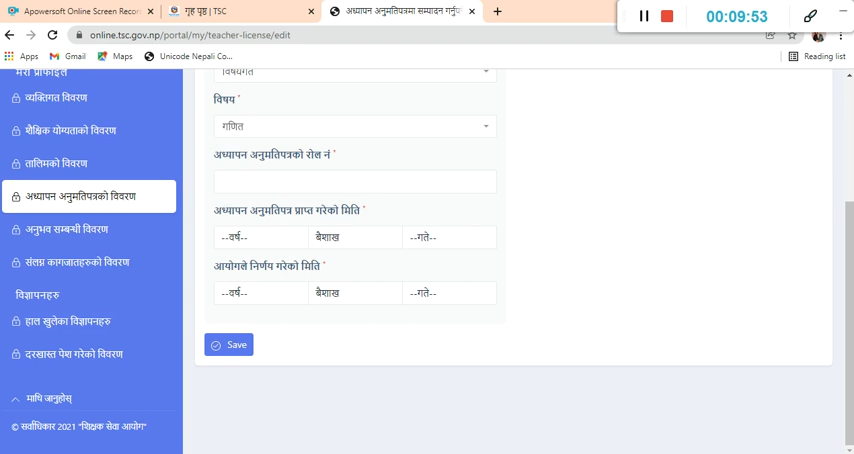 Apowersoft Online Screen Recor
गृह पृष्ठ | TSC
अध्यापन अनुमतिपत्रमा सम्पादन गर्नुप
00:09:53
online.tsc.gov.np/portal/my/teacher-license/edit
Apps Gmail Maps Unicode Nepali Co... Reading list
मेरो प्रोफाइल
व्यक्तिगत विवरण
शैक्षिक योग्यताको विवरण
तालिमको विवरण
अध्यापन अनुमतिपत्रको विवरण
अनुभव सम्बन्धी विवरण
संलग्न कागजातहरुको विवरण
विज्ञापनहरु
हाल खुलेका विज्ञापनहरु
दरखास्त पेश गरेको विवरण
माथि जानुहोस्
© सर्वाधिकार 2021 "शिक्षक सेवा आयोग"
विषयगत
विषय *
गणित
अध्यापन अनुमतिपत्रको रोल नं *
अध्यापन अनुमतिपत्र प्राप्त गरेको मिति *
--वर्ष-- बैशाख --गते--
आयोगले निर्णय गरेको मिति *
--वर्ष-- बैशाख --गते--
Save